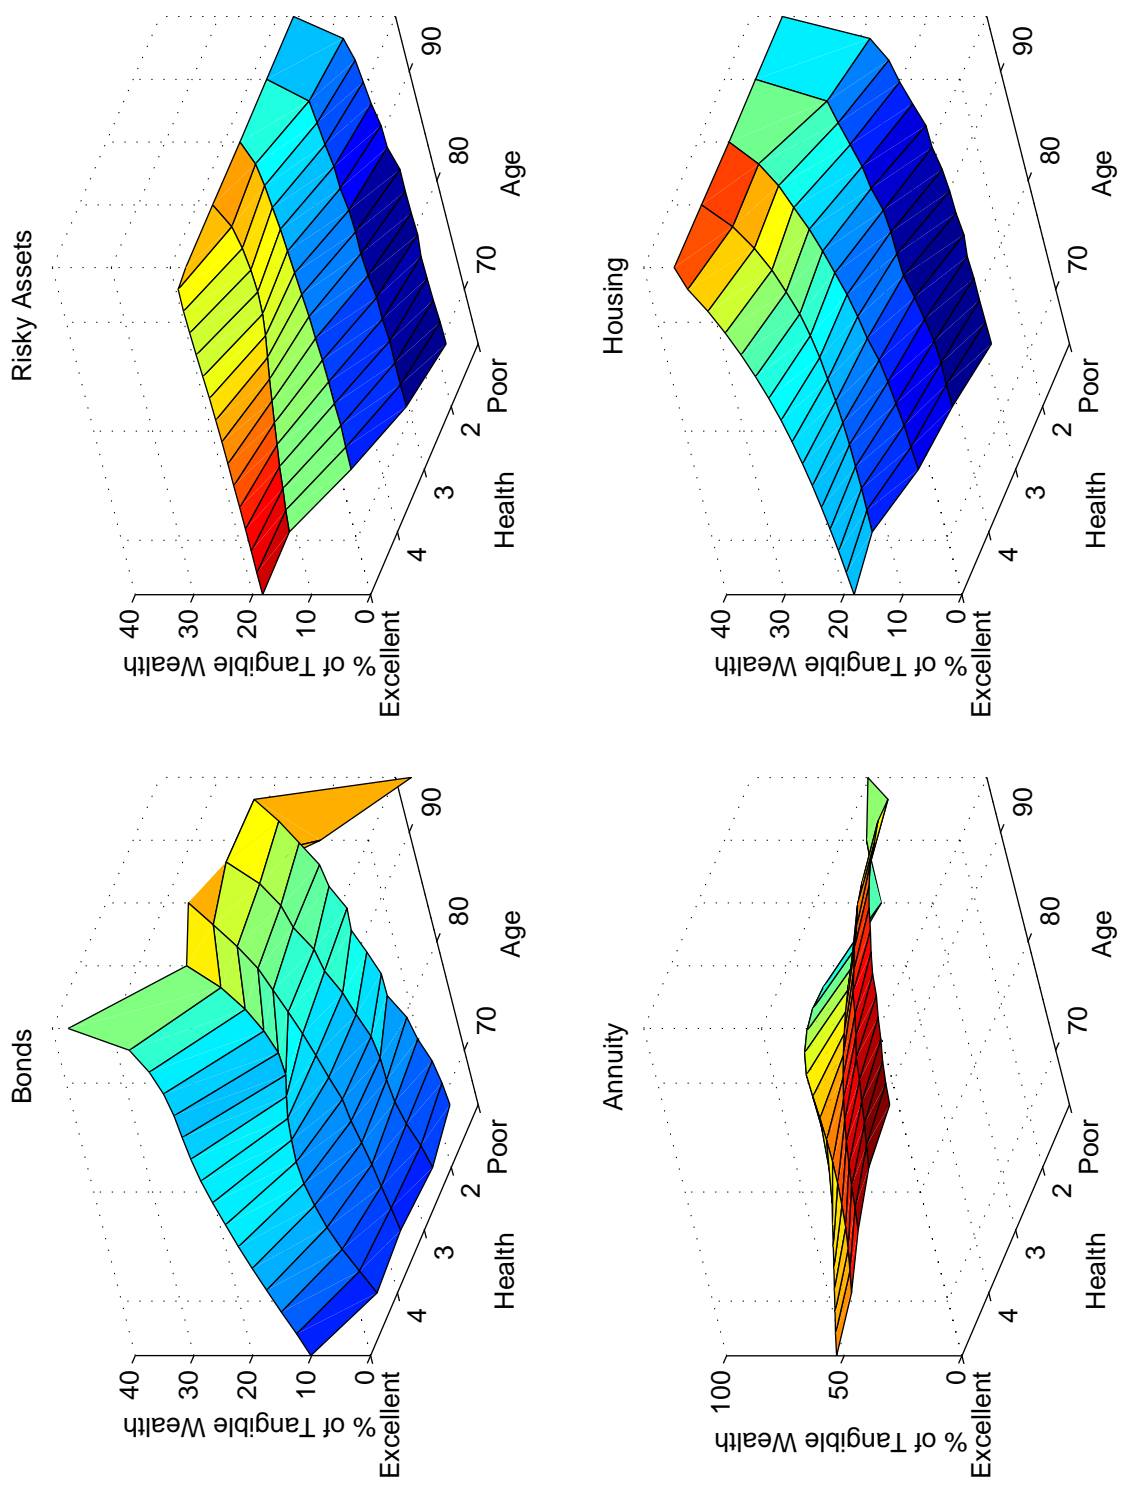 Bonds
% of Tangible Wealth
40
30
20
10
0
Excellent
4
3
2
Poor
Health
70
80
90
Age
Risky Assets
% of Tangible Wealth
40
30
20
10
0
Excellent
4
3
2
Poor
Health
70
80
90
Age
Annuity
% of Tangible Wealth
100
50
0
Excellent
4
3
2
Poor
Health
70
80
90
Age
Housing
% of Tangible Wealth
40
30
20
10
0
Excellent
4
3
2
Poor
Health
70
80
90
Age